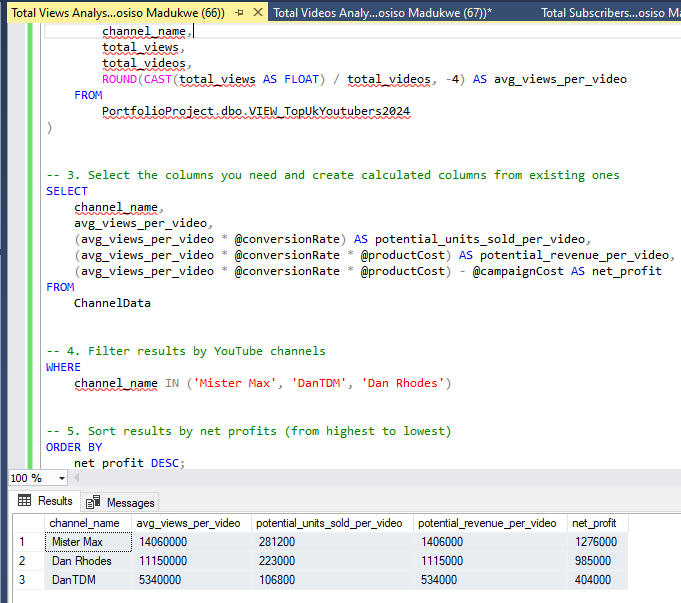 Total Views Analys...osiso Madukwe (66)) Total Videos Analy...osiso Madukwe (67))* Total Subscribers...osiso M
channel_name,
total_views,
total_videos,
ROUND(CAST(total_views AS FLOAT) / total_videos, -4) AS avg_views_per_video
FROM
PortfolioProject.dbo.VIEW_TopUkYoutubers2024
)
-- 3. Select the columns you need and create calculated columns from existing ones
SELECT
channel_name,
avg_views_per_video,
(avg_views_per_video * @conversionRate) AS potential_units_sold_per_video,
(avg_views_per_video * @conversionRate * @productCost) AS potential_revenue_per_video,
(avg_views_per_video * @conversionRate * @productCost) - @campaignCost AS net_profit
FROM
ChannelData
-- 4. Filter results by YouTube channels
WHERE
channel_name IN ('Mister Max', 'DanTDM', 'Dan Rhodes')
-- 5. Sort results by net profits (from highest to lowest)
ORDER BY
net_profit DESC;
100 %
Results Messages
channel_name avg_views_per_video potential_units_sold_per_video potential_revenue_per_video net_profit
1 Mister Max 14060000 281200 1406000 1276000
2 Dan Rhodes 11150000 223000 1115000 985000
3 DanTDM 5340000 106800 534000 404000